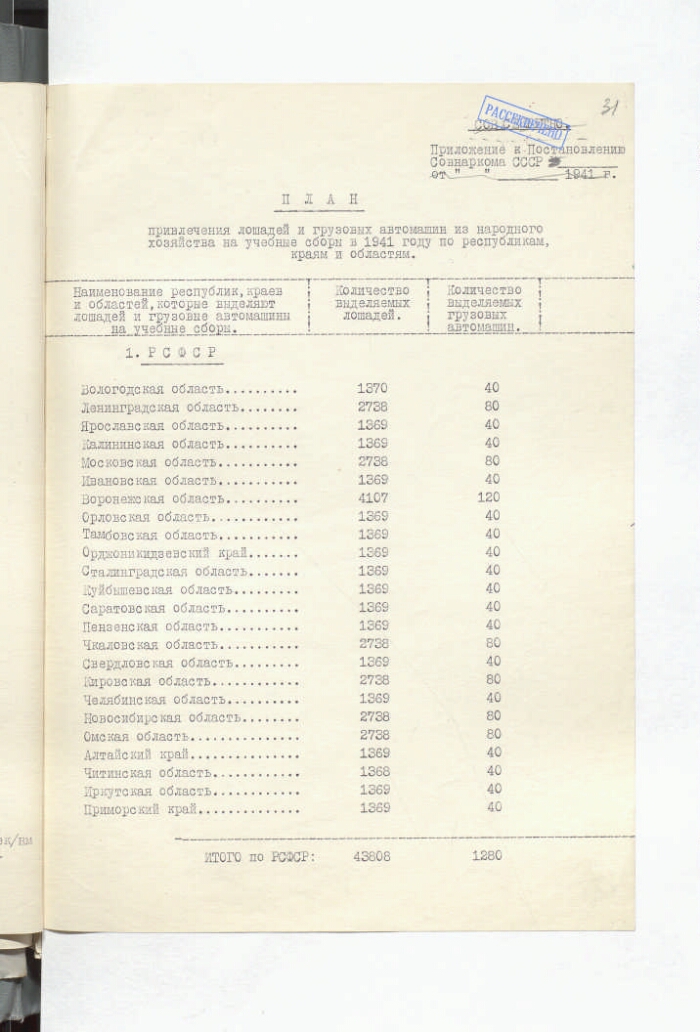 31
РАССЕКРЕЧЕНО
Приложение к Постановлению
Совнаркома СССР №
от " " 1941 г.
П Л А Н
привлечения лошадей и грузовых автомашин из народного
хозяйства на учебные сборы в 1941 году по республикам,
краям и областям.
Наименование республик, краев и областей, которые выделяют лошадей и грузовые автомашины на учебные сборы. Количество выделяемых лошадей. Количество выделяемых грузовых автомашин.
1. Р С Ф С Р
Вологодская область.......... 1370 40
Ленинградская область........ 2738 80
Ярославская область.......... 1369 40
Калининская область.......... 1369 40
Московская область........... 2738 80
Ивановская область........... 1369 40
Воронежская область.......... 4107 120
Орловская область............ 1369 40
Тамбовская область........... 1369 40
Орджоникидзевский край....... 1369 40
Сталинградская область....... 1369 40
Куйбышевская область......... 1369 40
Саратовская область.......... 1369 40
Пензенская область........... 1369 40
Чкаловская область........... 2738 80
Свердловская область......... 1369 40
Кировская область............ 2738 80
Челябинская область.......... 1369 40
Новосибирская область........ 2738 80
Омская область............... 2738 80
Алтайский край............... 1369 40
Читинская область............ 1368 40
Иркутская область............ 1369 40
Приморский край.............. 1369 40
ИТОГО по РСФСР: 43808 1280